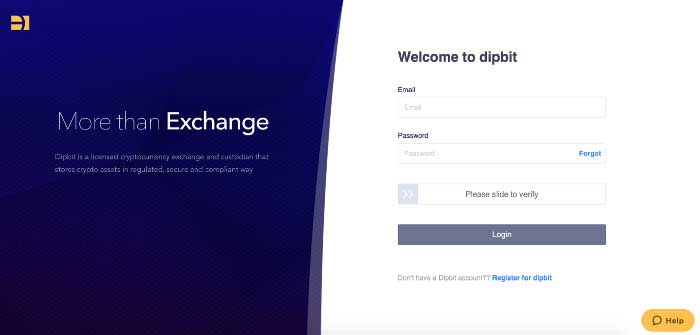 More than Exchange
Dipbit is a licensed cryptocurrency exchange and custodian that
stores crypto assets in regulated, secure and compliant way
Welcome to dipbit
Email
Email
Password
Password Forgot
Please slide to verify
Login
Don't have a Dipbit account?? Register for dipbit
Help